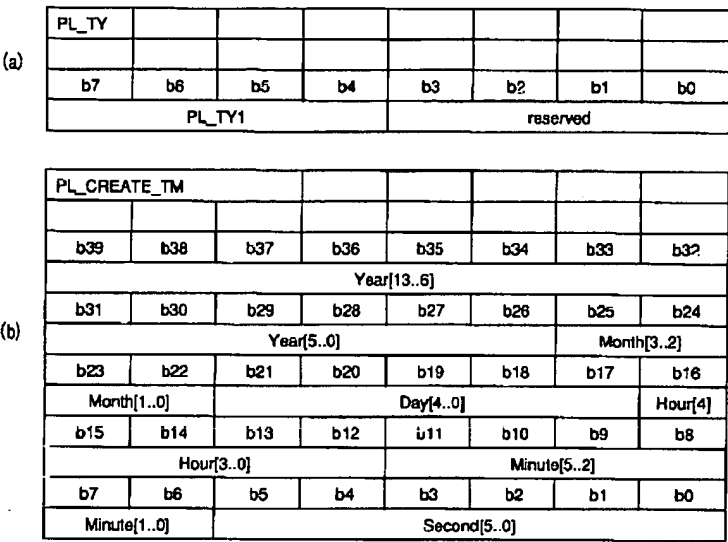 (a)
PL_TY
b7 b6 b5 b4 b3 b2 b1 b0
PL_TY1 reserved
(b)
PL_CREATE_TM
b39 b38 b37 b36 b35 b34 b33 b32
Year[13..6]
b31 b30 b29 b28 b27 b26 b25 b24
Year[5..0] Month[3..2]
b23 b22 b21 b20 b19 b18 b17 b16
Month[1..0] Day[4..0] Hour[4]
b15 b14 b13 b12 b11 b10 b9 b8
Hour[3..0] Minute[5..2]
b7 b6 b5 b4 b3 b2 b1 b0
Minute[1..0] Second[5..0]